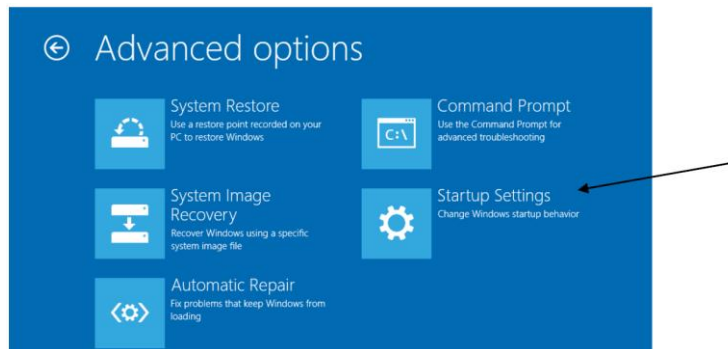 Advanced options
System Restore
Use a restore point recorded on your
PC to restore Windows
Command Prompt
Use the Command Prompt for
advanced troubleshooting
C:\
System Image
Recovery
Recover Windows using a specific
system image file
Startup Settings
Change Windows startup behavior
Automatic Repair
Fix problems that keep Windows from
loading